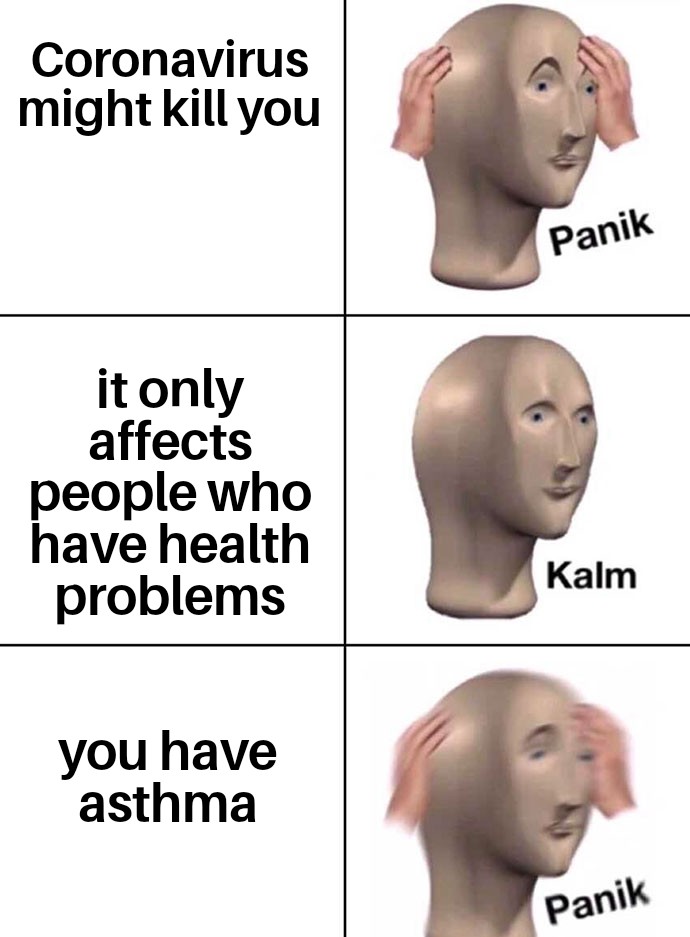 Coronavirus
might kill you
Panik
it only
affects
people who
have health
problems
Kalm
you have
asthma
Panik